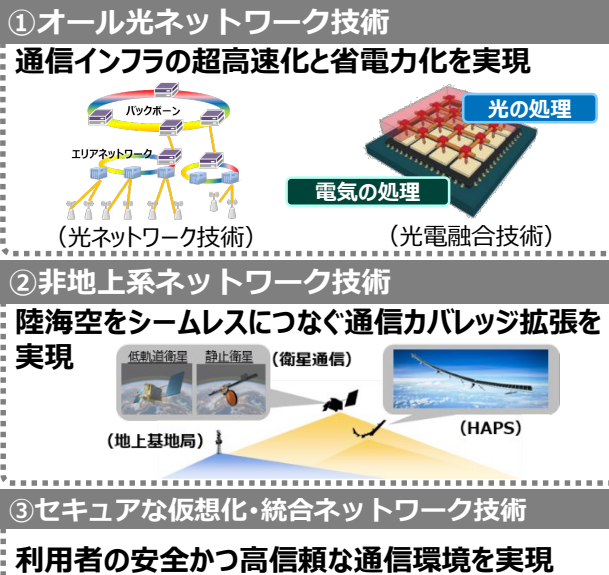 ①オール光ネットワーク技術
通信インフラの超高速化と省電力化を実現
バックボーン
エリアネットワーク
光の処理
電気の処理
（光ネットワーク技術）
（光電融合技術）
②非地上系ネットワーク技術
陸海空をシームレスにつなぐ通信カバレッジ拡張を
実現
低軌道衛星
静止衛星
（衛星通信）
（HAPS）
（地上基地局）
③セキュアな仮想化･統合ネットワーク技術
利用者の安全かつ高信頼な通信環境を実現